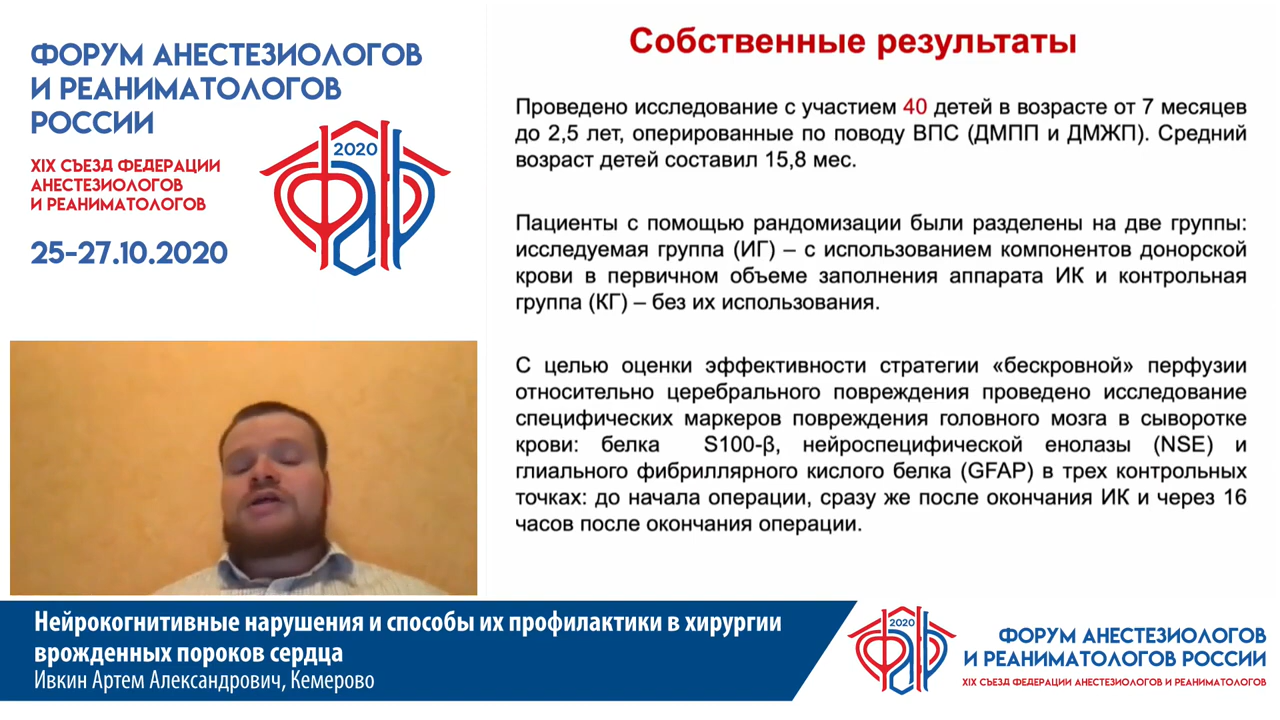 ФОРУМ АНЕСТЕЗИОЛОГОВ
И РЕАНИМАТОЛОГОВ
РОССИИ
XIX СЪЕЗД ФЕДЕРАЦИИ
АНЕСТЕЗИОЛОГОВ
И РЕАНИМАТОЛОГОВ
25-27.10.2020
2020
ФАР
Собственные результаты
Проведено исследование с участием 40 детей в возрасте от 7 месяцев
до 2,5 лет, оперированные по поводу ВПС (ДМПП и ДМЖП). Средний
возраст детей составил 15,8 мес.
Пациенты с помощью рандомизации были разделены на две группы:
исследуемая группа (ИГ) – с использованием компонентов донорской
крови в первичном объеме заполнения аппарата ИК и контрольная
группа (КГ) – без их использования.
С целью оценки эффективности стратегии «бескровной» перфузии
относительно церебрального повреждения проведено исследование
специфических маркеров повреждения головного мозга в сыворотке
крови: белка S100-β, нейроспецифической енолазы (NSE) и
глиального фибриллярного кислого белка (GFAP) в трех контрольных
точках: до начала операции, сразу же после окончания ИК и через 16
часов после окончания операции.
Нейрокогнитивные нарушения и способы их профилактики в хирургии
врожденных пороков сердца
Ивкин Артем Александрович, Кемерово
2020
ФАР
ФОРУМ АНЕСТЕЗИОЛОГОВ
И РЕАНИМАТОЛОГОВ РОССИИ
XIX СЪЕЗД ФЕДЕРАЦИИ АНЕСТЕЗИОЛОГОВ И РЕАНИМАТОЛОГОВ